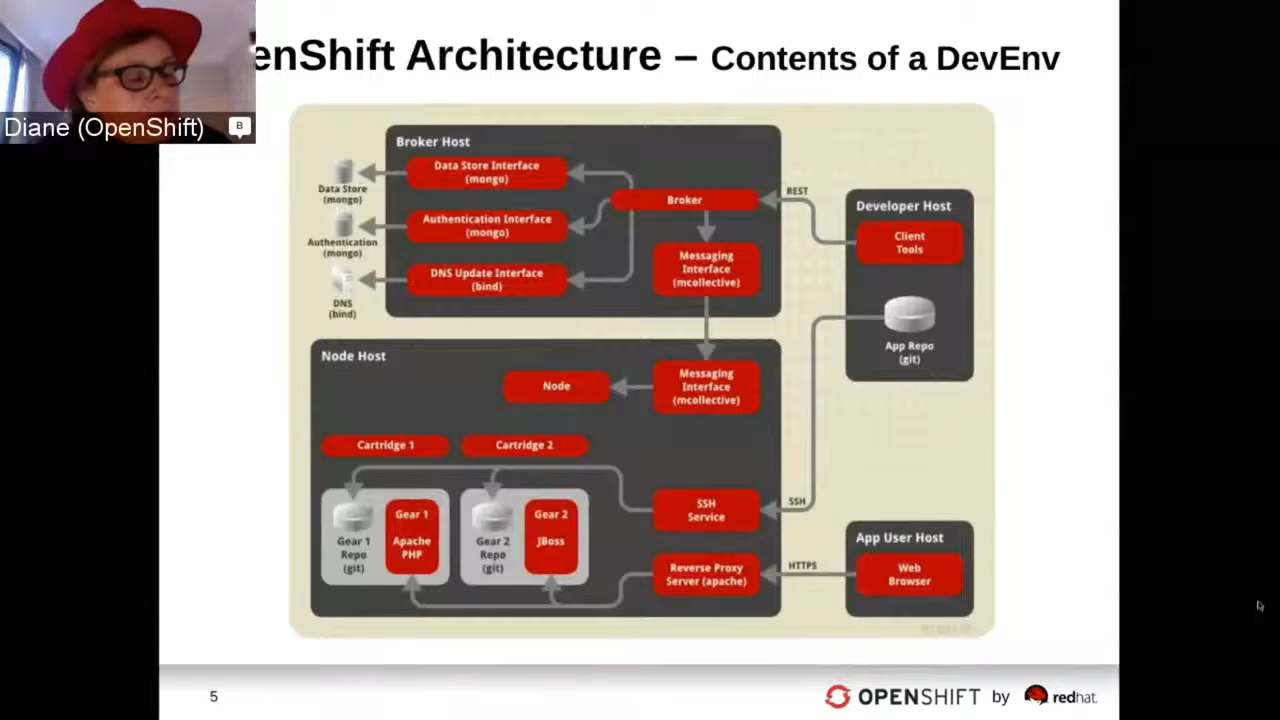 enShift Architecture – Contents of a DevEnv
Diane (OpenShift)
B
Broker Host
Data Store Interface
(mongo)
Data Store
(mongo)
Broker
REST
Developer Host
Client
Tools
Authentication Interface
(mongo)
Authentication
(mongo)
Messaging
Interface
(mcollective)
DNS Update Interface
(bind)
DNS
(bind)
App Repo
(git)
Node Host
Messaging
Interface
(mcollective)
Node
Cartridge 1
Cartridge 2
SSH
Service
SSH
Gear 1
Repo
(git)
Gear 1
Apache
PHP
Gear 2
Repo
(git)
Gear 2
JBoss
App User Host
Reverse Proxy
Server (apache)
HTTPS
Web
Browser
5
OPENSHIFT by redhat.